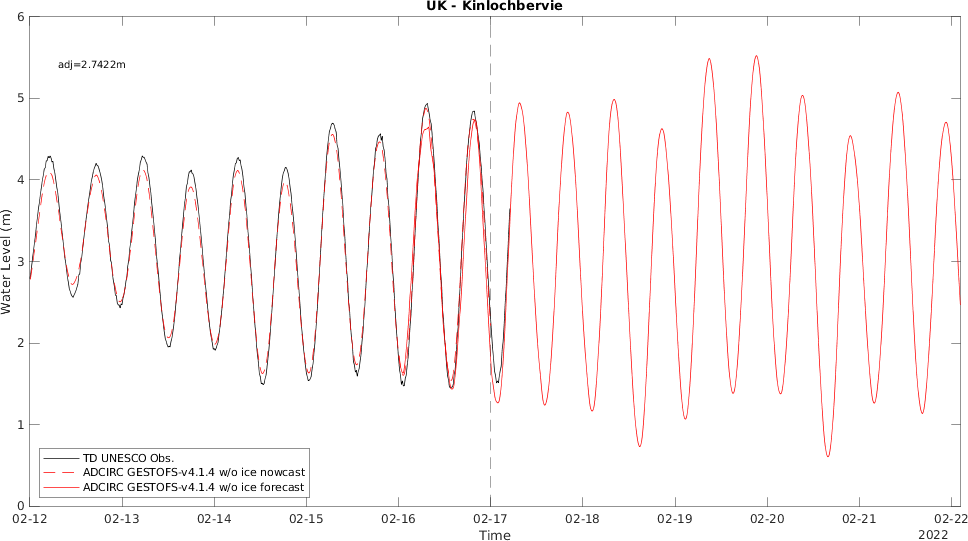 UK - Kinlochbervie
adj=2.7422m
6
5
4
3
2
1
0
Water Level (m)
TD UNESCO Obs.
ADCIRC GESTOFS-v4.1.4 w/o ice nowcast
ADCIRC GESTOFS-v4.1.4 w/o ice forecast
02-12 02-13 02-14 02-15 02-16 02-17 02-18 02-19 02-20 02-21 02-22
Time
2022